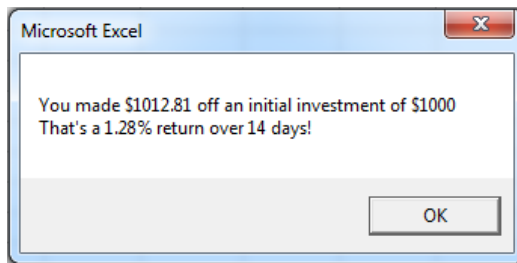 Microsoft Excel
You made $1012.81 off an initial investment of $1000
That's a 1.28% return over 14 days!
OK